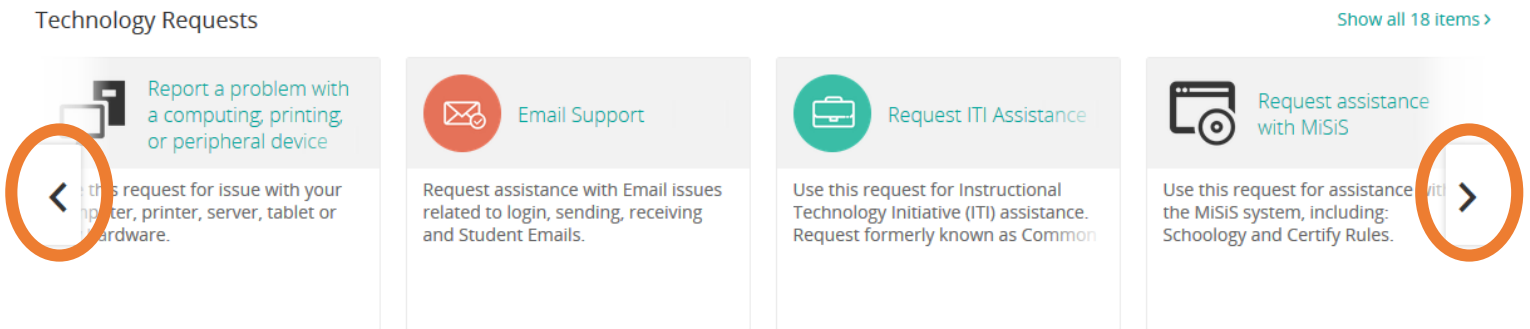 Technology Requests
Show all 18 items >
Report a problem with
a computing, printing,
or peripheral device
this request for issue with your
printer, server, tablet or
Email Support
Request assistance with Email issues
related to login, sending, receiving
and Student Emails.
Request ITI Assistance
Use this request for Instructional
Technology Initiative (ITI) assistance.
Request formerly known as Common
Request assistance
with MiSiS
Use this request for assistance
the MiSiS system, including:
Schoology and Certify Rules.